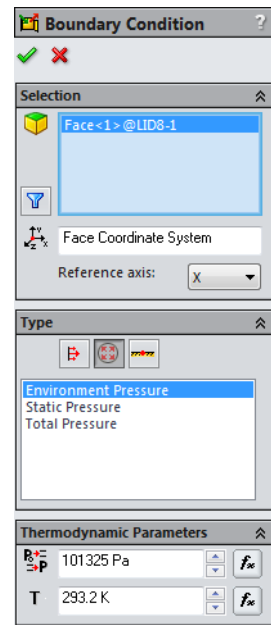 Boundary Condition ?
Selection
Face<1>@LID8-1
Face Coordinate System
Reference axis: X
Type
Environment Pressure
Static Pressure
Total Pressure
Thermodynamic Parameters
101325 Pa
T 293.2 K